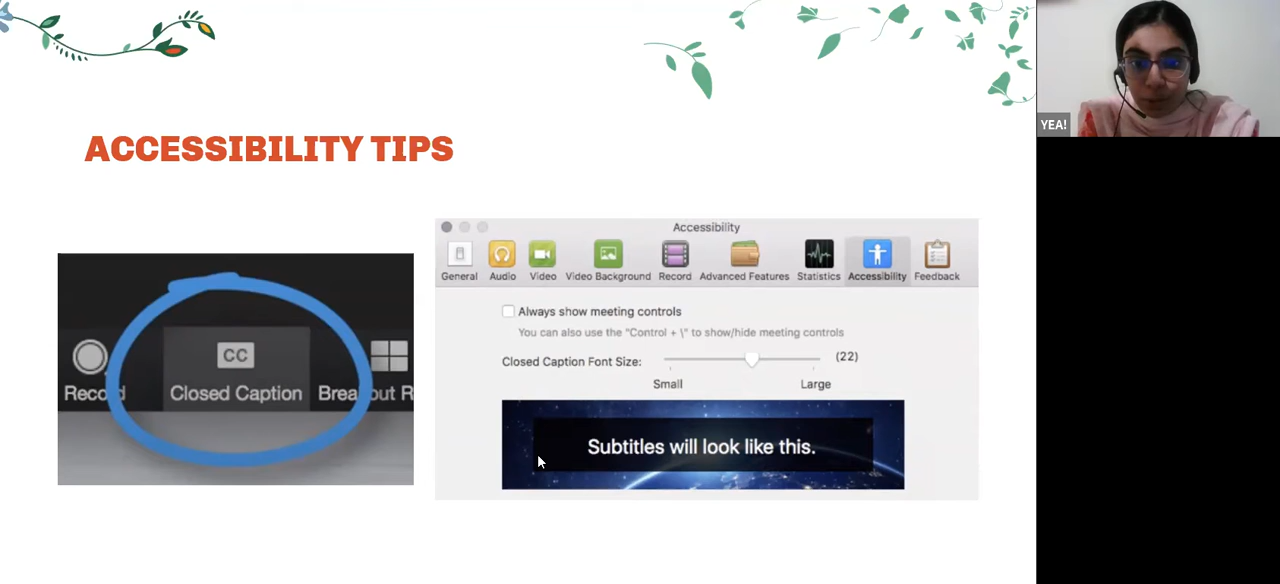 ACCESSIBILITY TIPS
Record
CC
Closed Caption
Brea out R
Accessibility
General Audio Video Video Background Record Advanced Features Statistics Accessibility Feedback
Always show meeting controls
You can also use the "Control + \" to show/hide meeting controls
Closed Caption Font Size:
(22)
Small Large
Subtitles will look like this.
YEA!